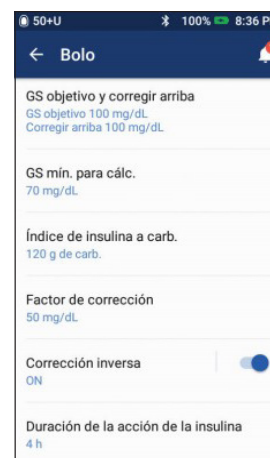 50+U 100% 8:36 P
Bolo
GS objetivo y corregir arriba
GS objetivo 100 mg/dL
Corregir arriba 100 mg/dL
GS mín. para cálc.
70 mg/dL
Índice de insulina a carb.
120 g de carb.
Factor de corrección
50 mg/dL
Corrección inversa
ON
Duración de la acción de la insulina
4 h